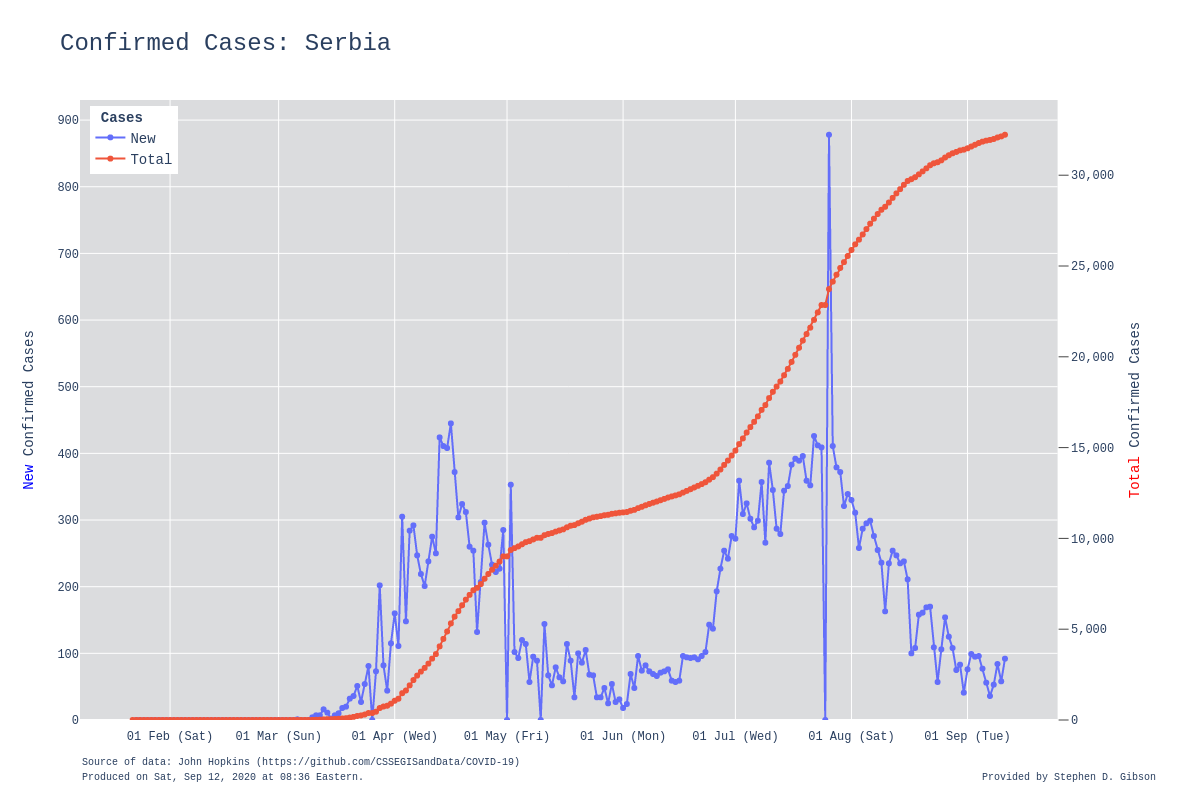 Confirmed Cases: Serbia
Cases
New
Total
900
800
700
600
500
400
300
200
100
0
30,000
25,000
20,000
15,000
10,000
5,000
0
New Confirmed Cases
Total Confirmed Cases
01 Feb (Sat) 01 Mar (Sun) 01 Apr (Wed) 01 May (Fri) 01 Jun (Mon) 01 Jul (Wed) 01 Aug (Sat) 01 Sep (Tue)
Source of data: John Hopkins (https://github.com/CSSEGISandData/COVID-19)
Produced on Sat, Sep 12, 2020 at 08:36 Eastern.
Provided by Stephen D. Gibson